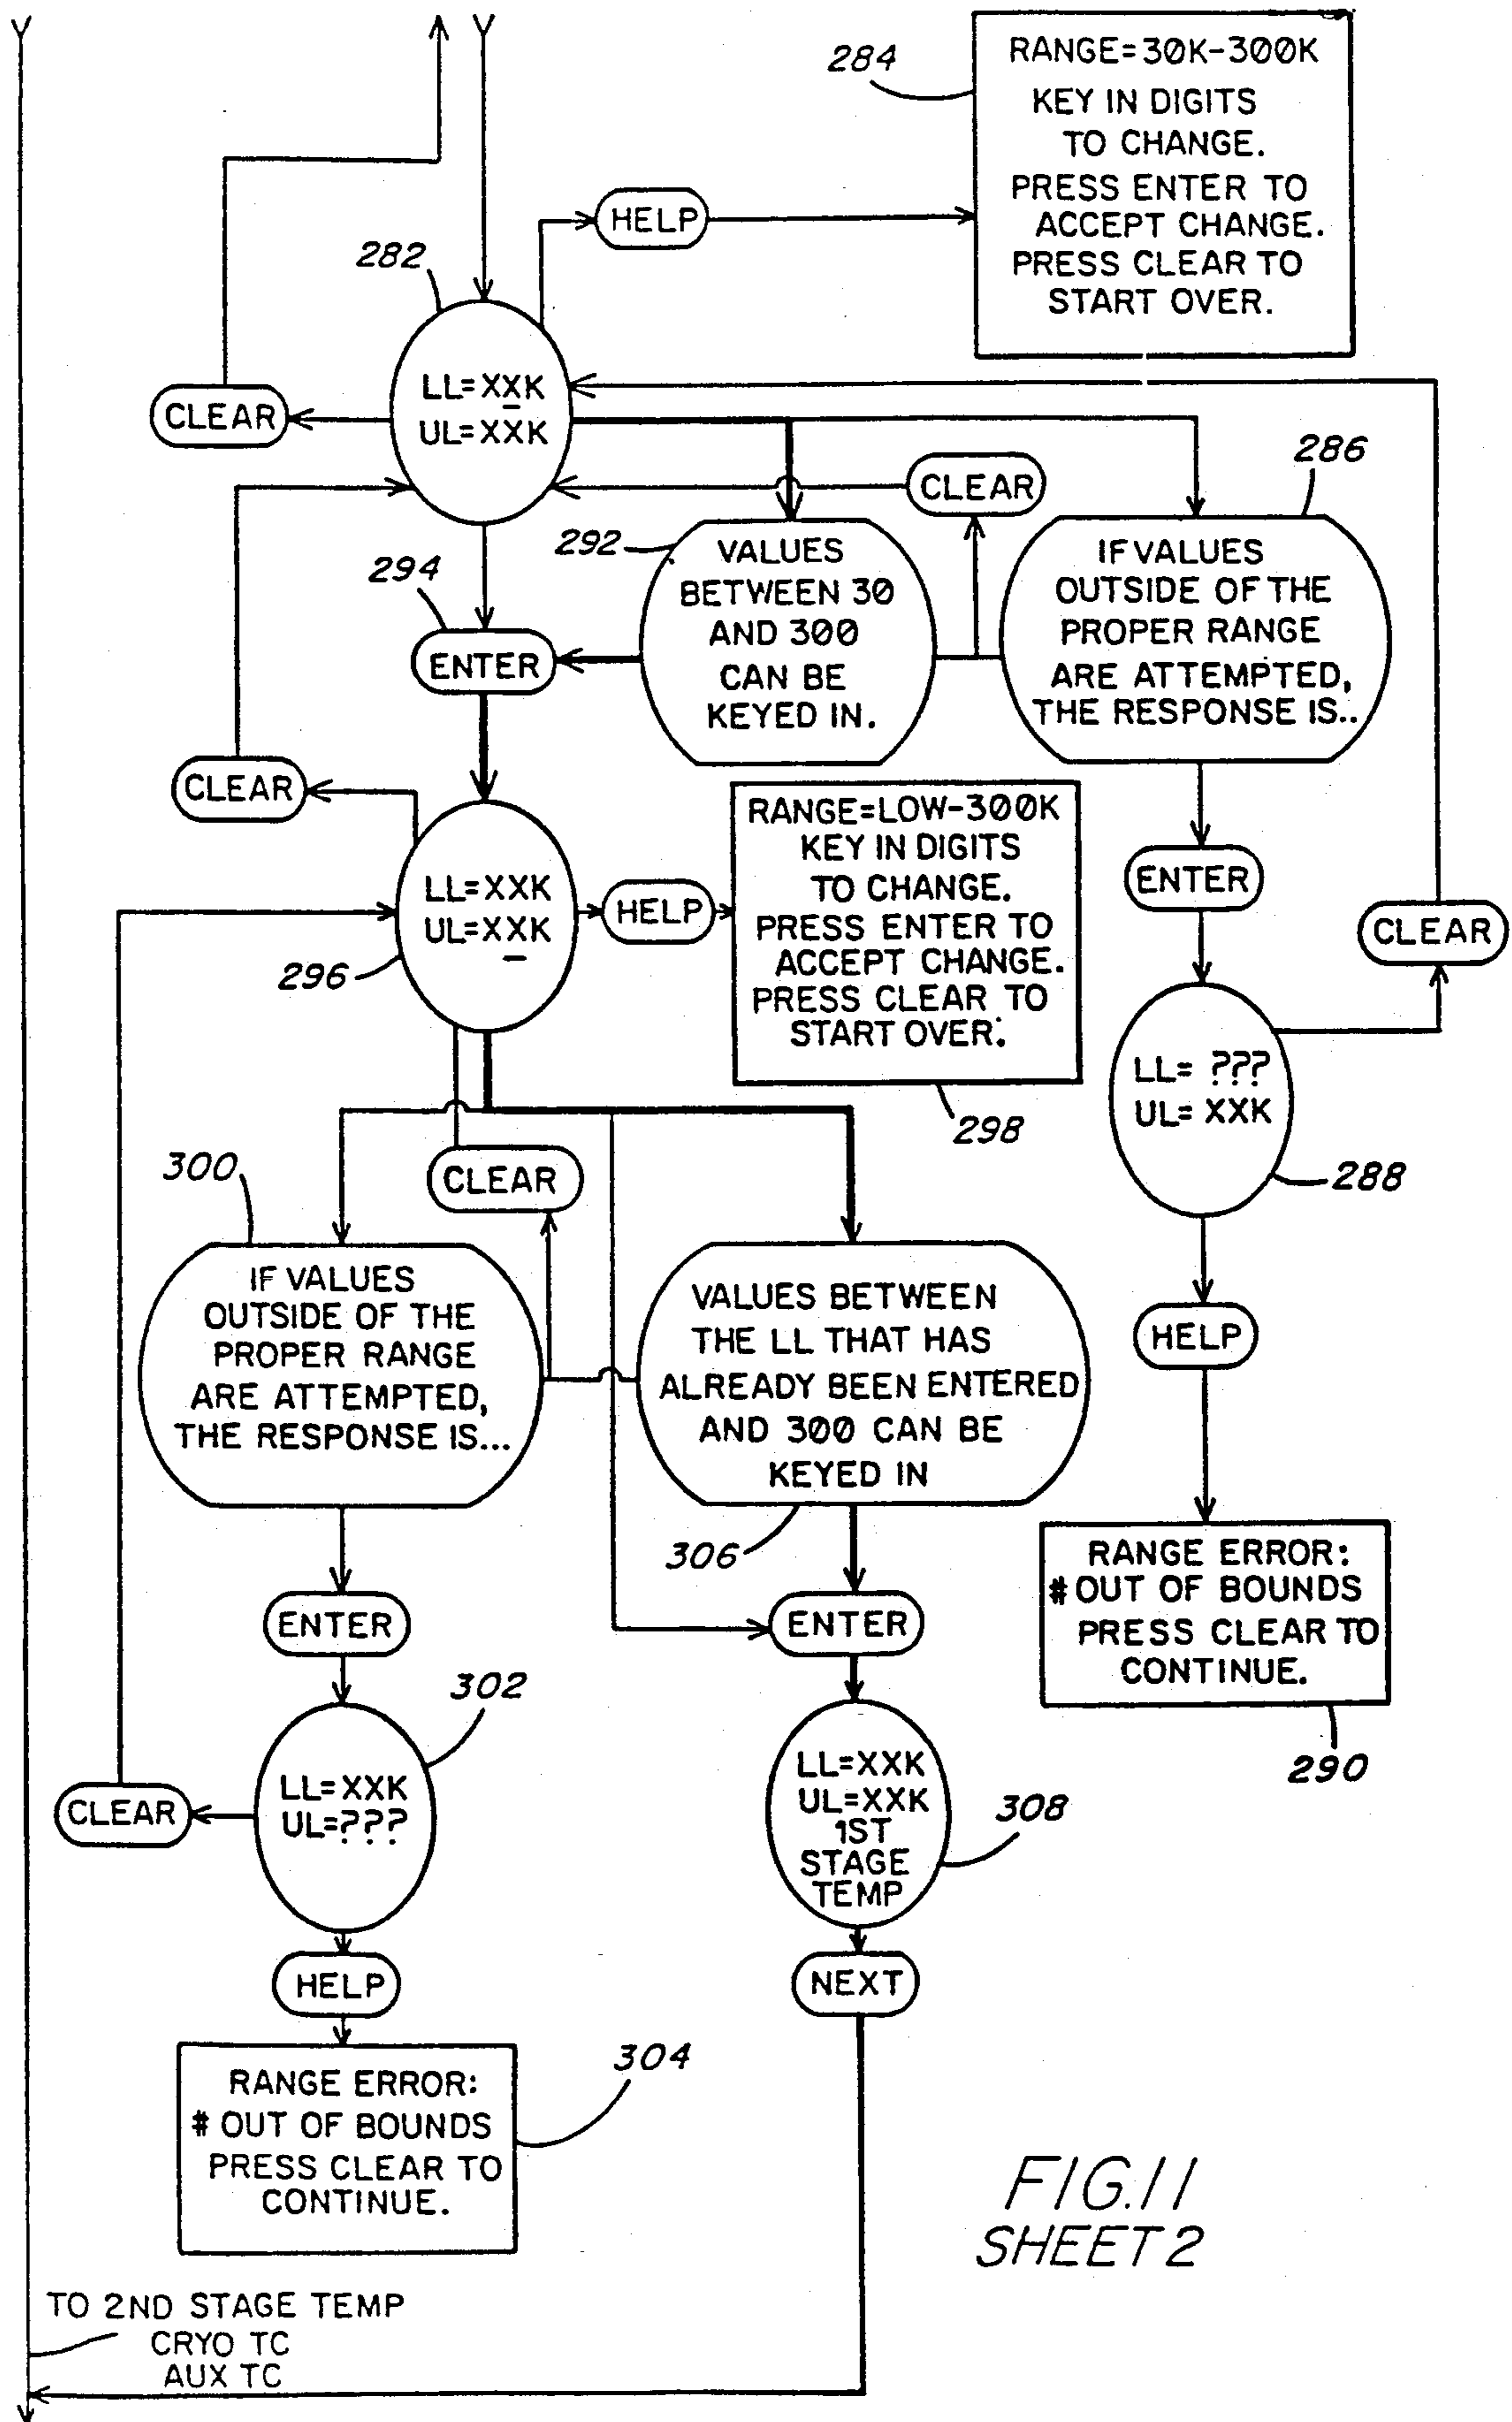 284
RANGE=30K-300K
KEY IN DIGITS
TO CHANGE.
PRESS ENTER TO
ACCEPT CHANGE.
PRESS CLEAR TO
START OVER.
HELP
282
LL=XXK
UL=XXK
CLEAR
CLEAR
286
292
VALUES
BETWEEN 30
AND 300
CAN BE
KEYED IN.
IF VALUES
OUTSIDE OF THE
PROPER RANGE
ARE ATTEMPTED,
THE RESPONSE IS..
294
ENTER
CLEAR
RANGE=LOW-300K
KEY IN DIGITS
TO CHANGE.
PRESS ENTER TO
ACCEPT CHANGE.
PRESS CLEAR TO
START OVER.
ENTER
LL=XXK
UL=XXK
HELP
CLEAR
296
298
LL= ???
UL= XXK
288
300
CLEAR
IF VALUES
OUTSIDE OF THE
PROPER RANGE
ARE ATTEMPTED,
THE RESPONSE IS...
VALUES BETWEEN
THE LL THAT HAS
ALREADY BEEN ENTERED
AND 300 CAN BE
KEYED IN
HELP
306
RANGE ERROR:
# OUT OF BOUNDS
PRESS CLEAR TO
CONTINUE.
290
ENTER
ENTER
302
LL=XXK
UL=???
CLEAR
LL=XXK
UL=XXK
1ST
STAGE
TEMP
308
HELP
NEXT
304
RANGE ERROR:
# OUT OF BOUNDS
PRESS CLEAR TO
CONTINUE.
FIG.11
SHEET 2
TO 2ND STAGE TEMP
CRYO TC
AUX TC